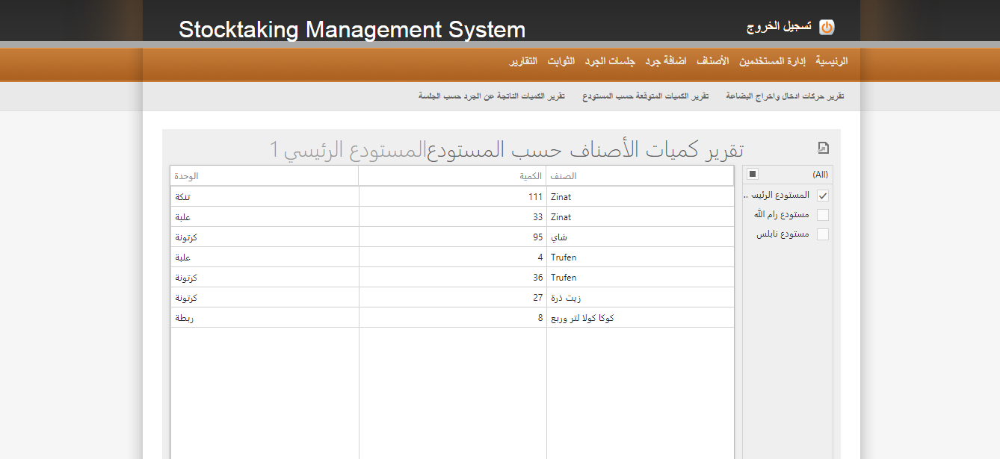 Stocktaking Management System
تسجيل الخروج
الرئيسية إدارة المستخدمين الأصناف اضافة جرد جلسات الجرد الثوابت التقارير
تقرير حركات ادخال واخراج البضاعة تقرير الكميات المتوقعة حسب المستودع تقرير الكميات الناتجة عن الجرد حسب الجلسة
تقرير كميات الأصناف حسب المستودع المستودع الرئيسي 1
(All)
المستودع الرئيس ..
مستودع رام الله
مستودع نابلس
الصنف الكمية الوحدة
Zinat 111 تنكة
Zinat 33 علبة
شاي 95 كرتونة
Trufen 4 علبة
Trufen 36 كرتونة
زيت ذرة 27 كرتونة
كوكا كولا لتر وربع 8 ربطة